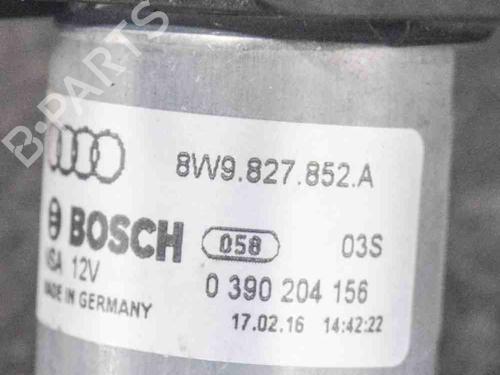 B-PARTS
8W9.827.852.A
BOSCH 058 03S
12V 0 390 204 156
MADE IN GERMANY 17.02.16 14:42:22